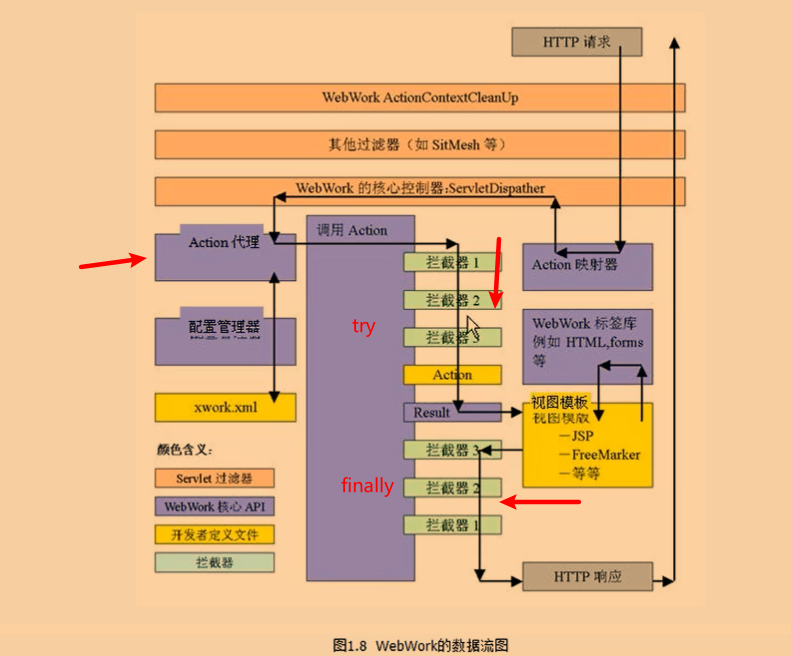 HTTP 请求
WebWork ActionContextCleanUp
其他过滤器（如 SitMesh 等）
WebWork 的核心控制器:ServletDispather
Action 代理
调用 Action
拦截器 1
Action 映射器
拦截器 2
配置管理器
try
拦截器 3
WebWork 标签库
例如 HTML,forms
等
Action
xwork.xml
Result
视图模板
视图模版
－JSP
－FreeMarker
－等等
颜色含义：
拦截器 3
Servlet 过滤器
finally
拦截器 2
WebWork 核心 API
拦截器 1
开发者定义文件
拦截器
HTTP 响应
图1.8 WebWork的数据流图